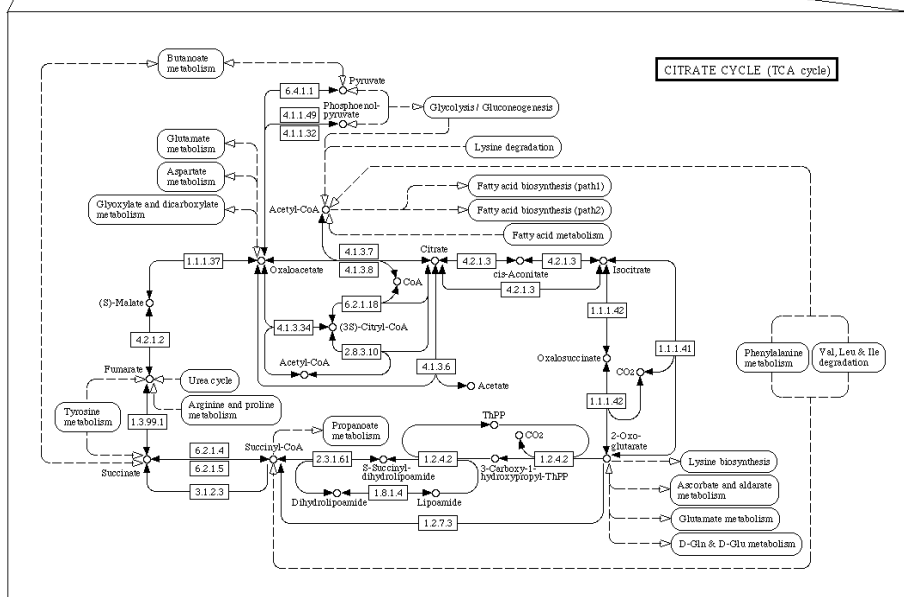 Butanoate
metabolism
CITRATE CYCLE (TCA cycle)
Pyruvate
6.4.1.1
Phosphoenol-
pyruvate
4.1.1.49
4.1.1.32
Glycolysis / Gluconeogenesis
Glutamate
metabolism
Lysine degradation
Aspartate
metabolism
Fatty acid biosynthesis (path1)
Glyoxylate and dicarboxylate
metabolism
Acetyl-CoA
Fatty acid biosynthesis (path2)
Fatty acid metabolism
1.1.1.37
Oxaloacetate
4.1.3.7
4.1.3.8
Citrate
4.2.1.3
cis-Aconitate
4.2.1.3
Isocitrate
4.2.1.3
CoA
(S)-Malate
6.2.1.18
1.1.1.42
4.1.3.34
(3S)-Citryl-CoA
4.2.1.2
2.8.3.10
Oxalosuccinate
1.1.1.41
Phenylalanine
metabolism
Val, Leu & Ile
degradation
Acetyl-CoA
4.1.3.6
CO2
Fumarate
Urea cycle
Acetate
1.1.1.42
Arginine and proline
metabolism
Tyrosine
metabolism
1.3.99.1
Propanoate
metabolism
ThPP
CO2
2-Oxo-
glutarate
6.2.1.4
6.2.1.5
Succinyl-CoA
2.3.1.61
1.2.4.2
1.2.4.2
Succinate
S-Succinyl-
dihydrolipoamide
3-Carboxy-1-
hydroxypropyl-ThPP
Lysine biosynthesis
3.1.2.3
Dihydrolipoamide
1.8.1.4
Lipoamide
Ascorbate and aldarate
metabolism
1.2.7.3
Glutamate metabolism
D-Gln & D-Glu metabolism